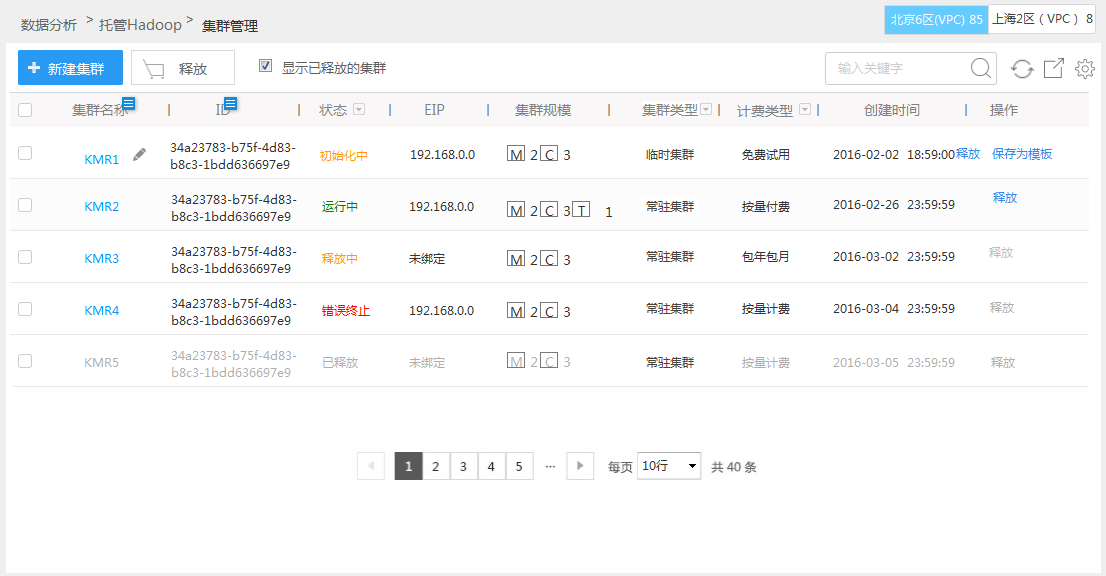 数据分析 > 托管Hadoop > 集群管理
北京6区(VPC) 85 上海2区（VPC）8
+ 新建集群 释放 显示已释放的集群 输入关键字
集群名称 | ID | 状态 | EIP | 集群规模 | 集群类型 | 计费类型 | 创建时间 | 操作
KMR1 34a23783-b75f-4d83-b8c3-1bdd636697e9 初始化中 192.168.0.0 M 2 C 3 临时集群 免费试用 2016-02-02 18:59:00 释放 保存为模板
KMR2 34a23783-b75f-4d83-b8c3-1bdd636697e9 运行中 192.168.0.0 M 2 C 3 T 1 常驻集群 按量付费 2016-02-26 23:59:59 释放
KMR3 34a23783-b75f-4d83-b8c3-1bdd636697e9 释放中 未绑定 M 2 C 3 常驻集群 包年包月 2016-03-02 23:59:59 释放
KMR4 34a23783-b75f-4d83-b8c3-1bdd636697e9 错误终止 192.168.0.0 M 2 C 3 常驻集群 按量计费 2016-03-04 23:59:59 释放
KMR5 34a23783-b75f-4d83-b8c3-1bdd636697e9 已释放 未绑定 M 2 C 3 常驻集群 按量计费 2016-03-05 23:59:59 释放
1 2 3 4 5 ... 每页 10行 共 40 条